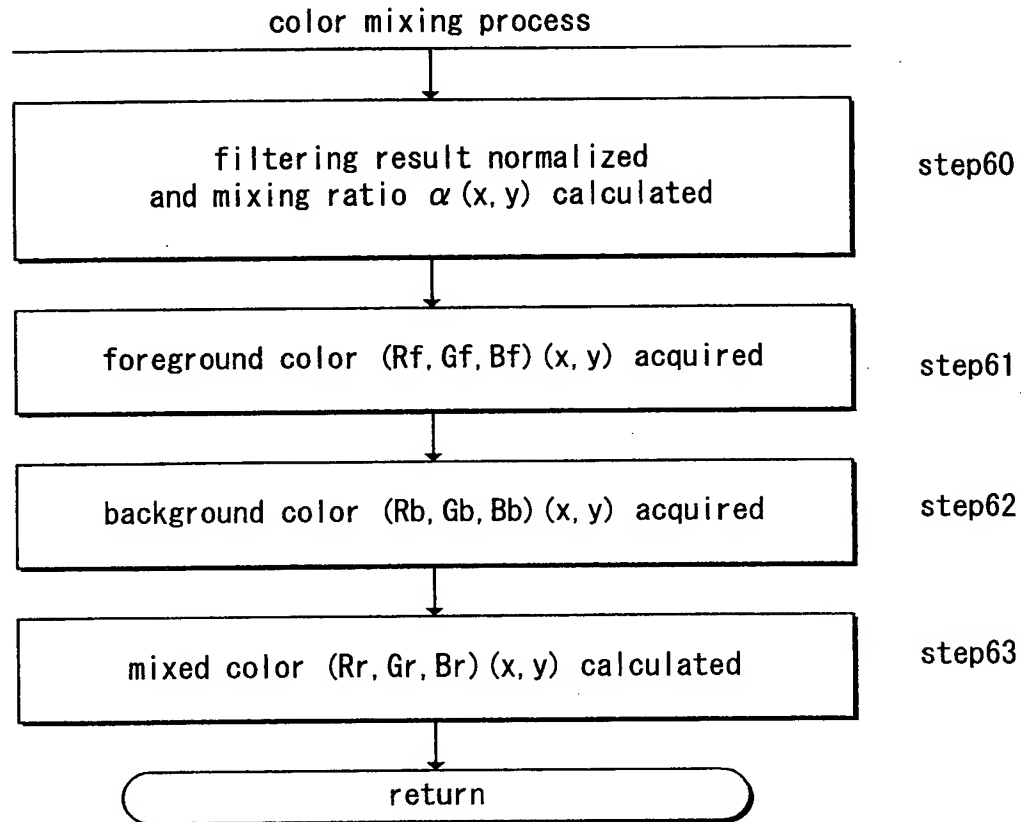 color mixing process
filtering result normalized
and mixing ratio α(x, y) calculated
step60
foreground color (Rf, Gf, Bf)(x, y) acquired
step61
background color (Rb, Gb, Bb)(x, y) acquired
step62
mixed color (Rr, Gr, Br)(x, y) calculated
step63
return